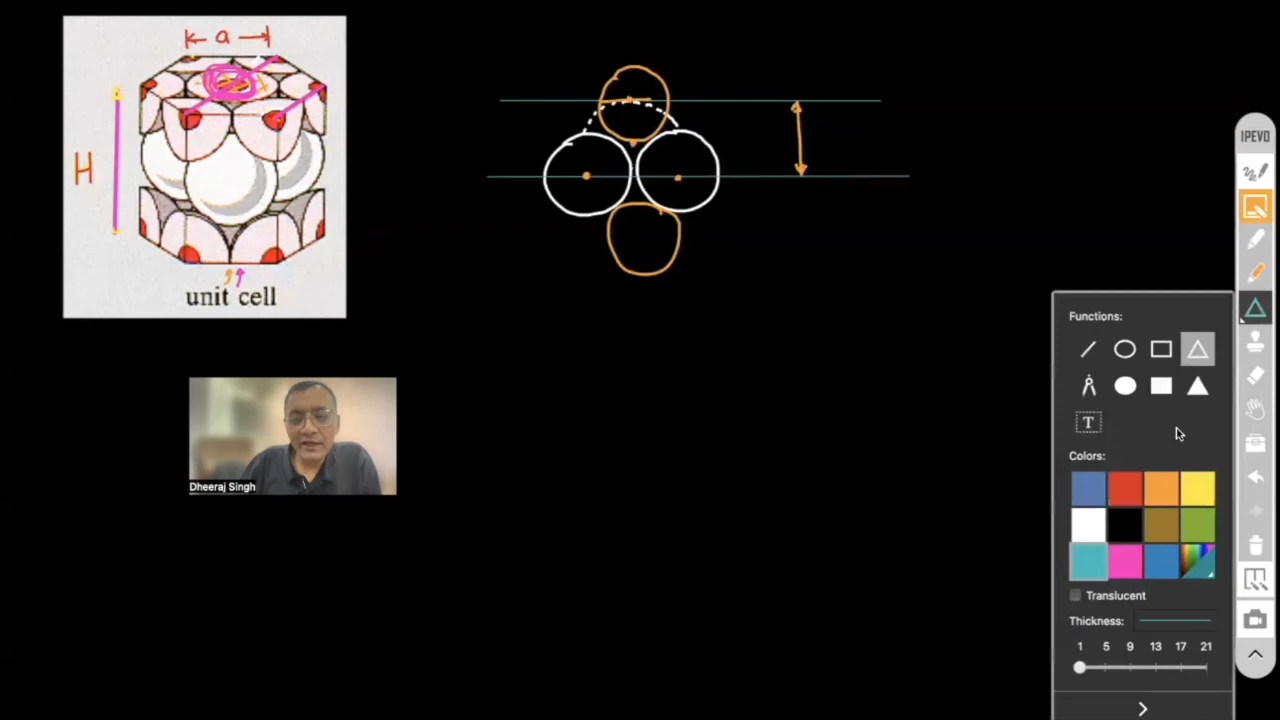 a
H
unit cell
Dheeraj Singh
IPEVO
Functions:
T
Colors:
Translucent
Thickness:
1 5 9 13 17 21